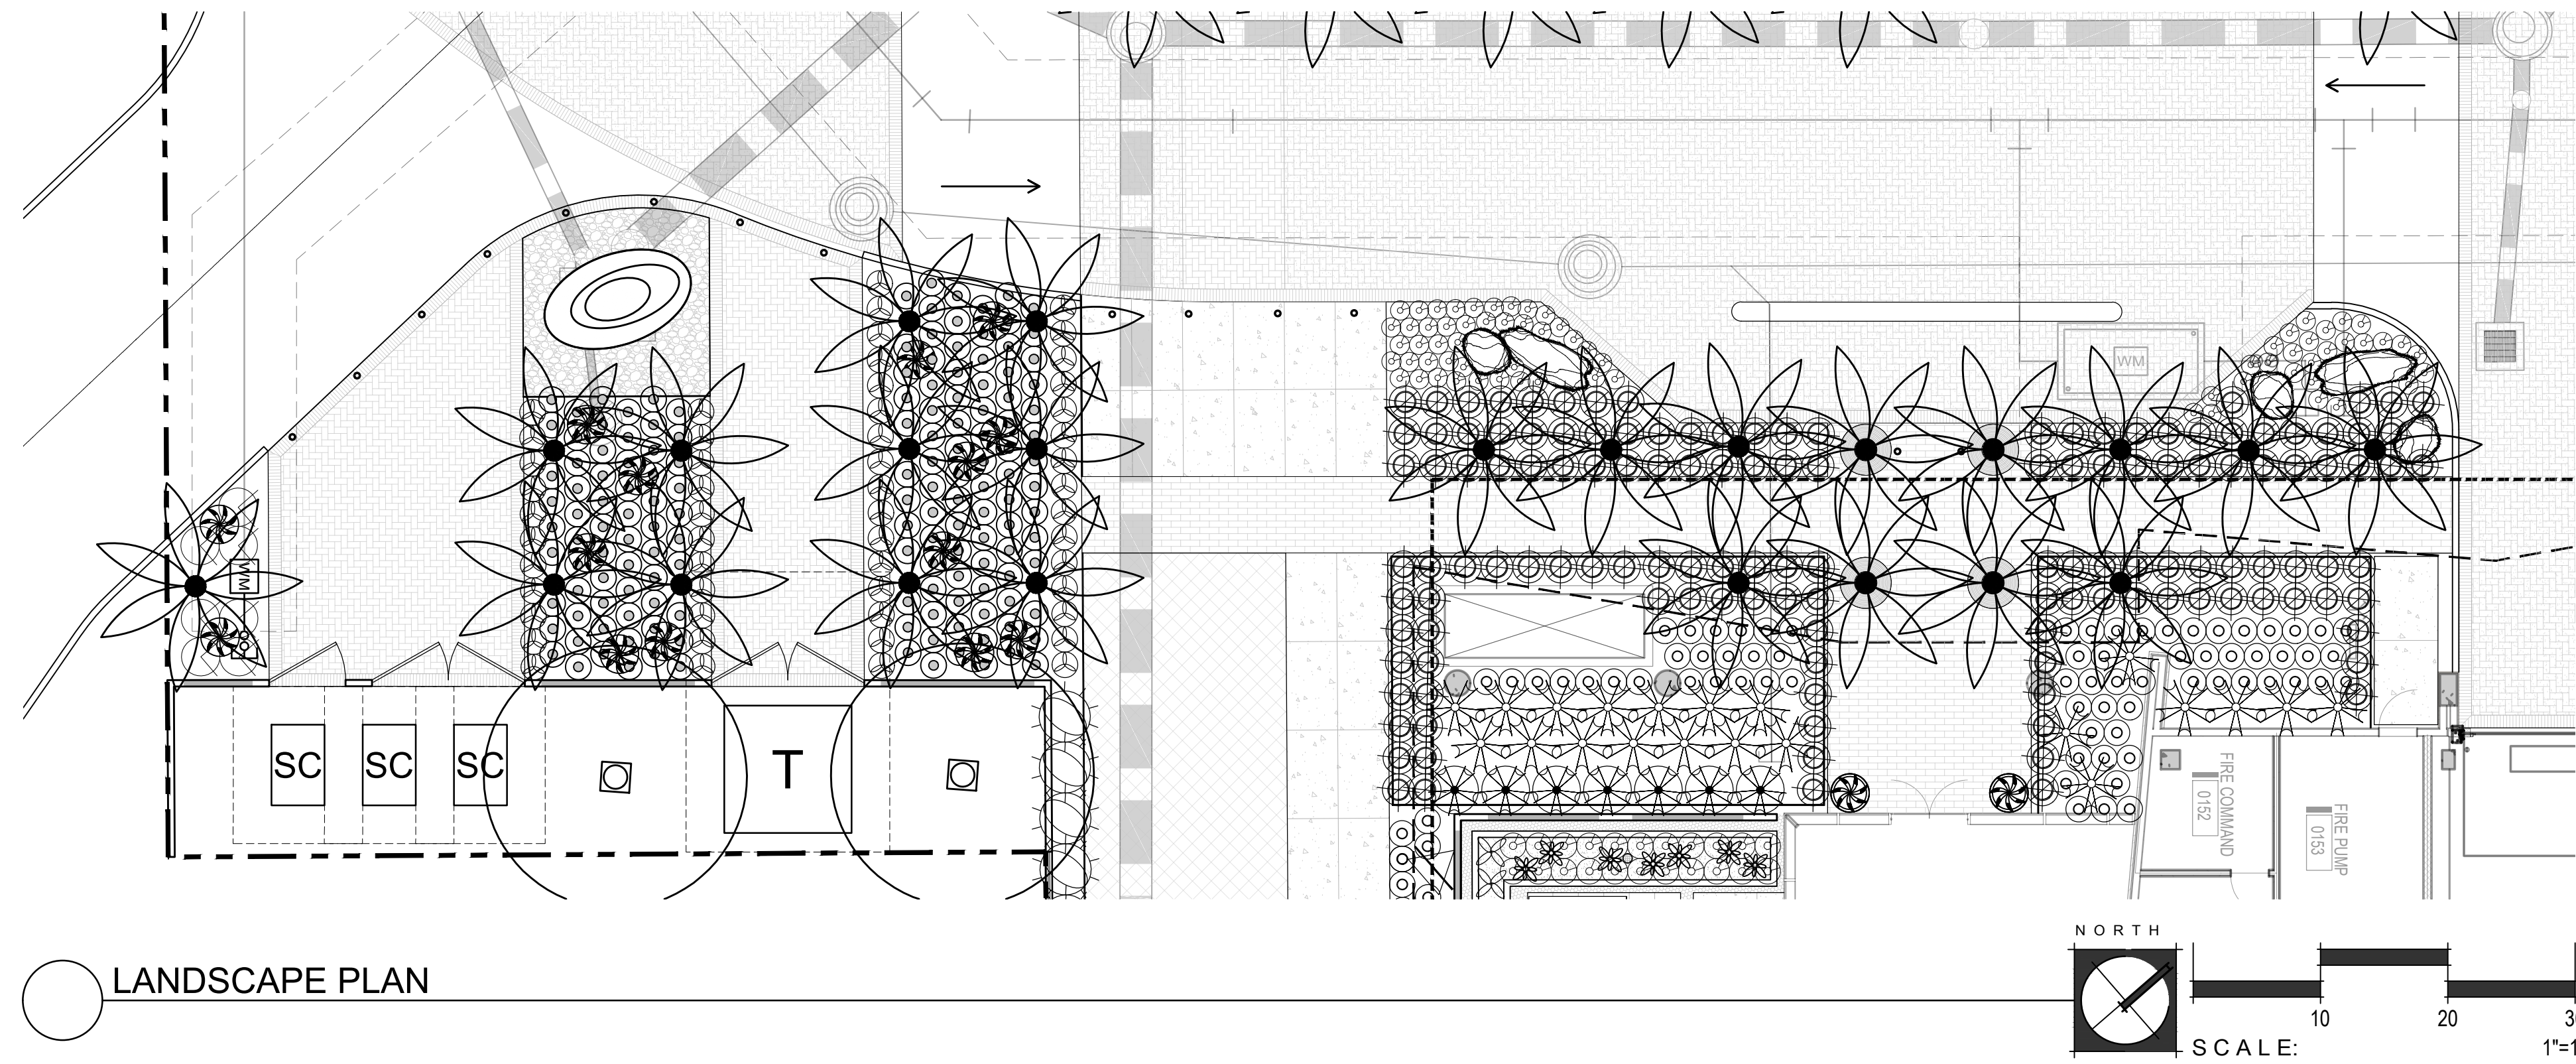 WM
WM
SC
SC
SC
T
FIRE COMMAND
0152
FIRE PUMP
0153
LANDSCAPE PLAN
NORTH
10
20
SCALE: